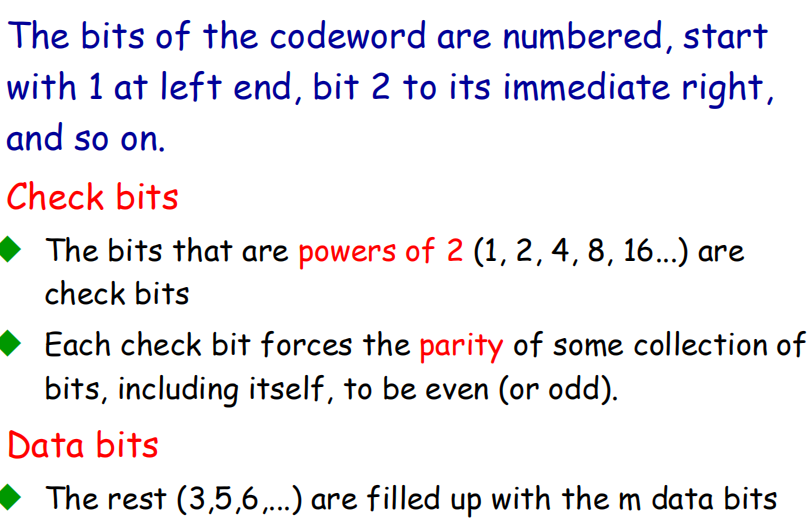 The bits of the codeword are numbered, start
with 1 at left end, bit 2 to its immediate right,
and so on.
Check bits
The bits that are powers of 2 (1, 2, 4, 8, 16...) are
check bits
Each check bit forces the parity of some collection of
bits, including itself, to be even (or odd).
Data bits
The rest (3,5,6,...) are filled up with the m data bits